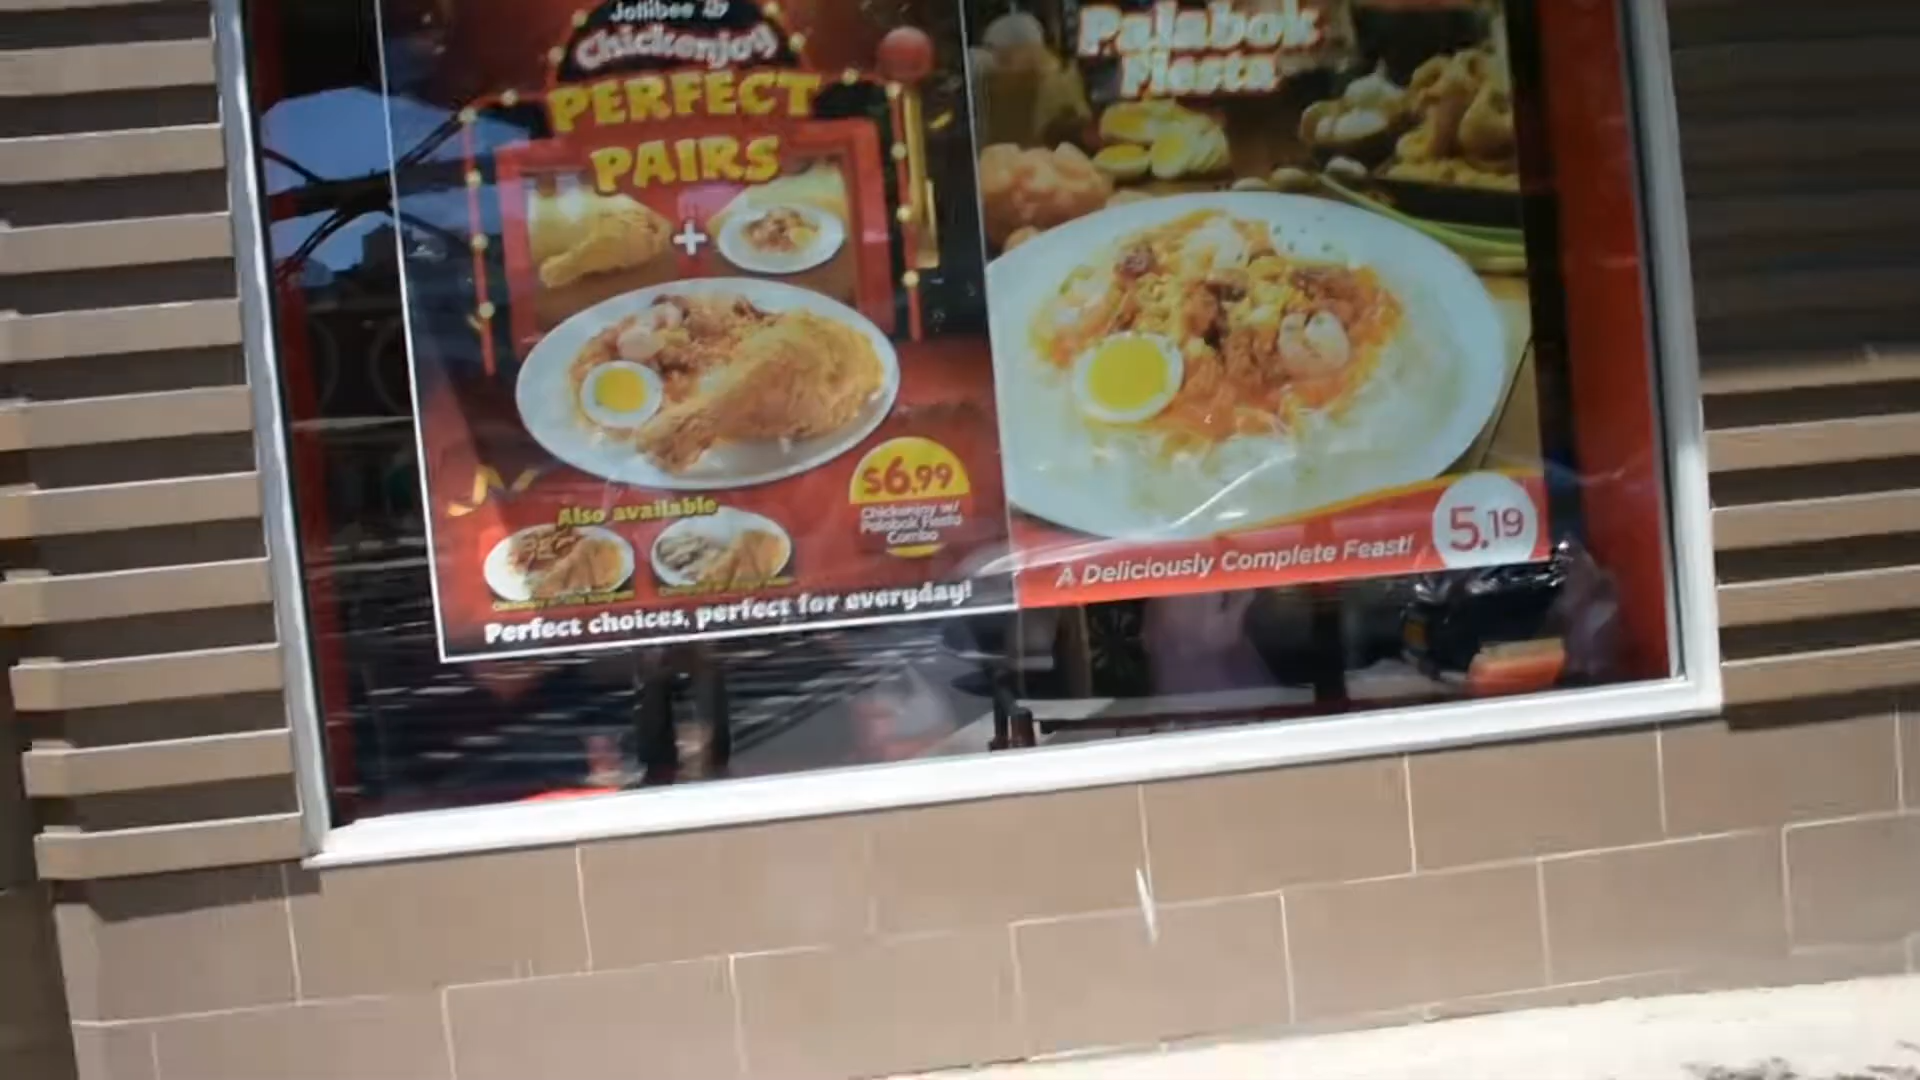 Jollibee
Chickenjoy
PERFECT
PAIRS
+
Also available
$6.99
Chickenjoy w/
Palabok Fiesta
Combo
Perfect choices, perfect for everyday!
Palabok
Fiesta
A Deliciously Complete Feast!
5.19